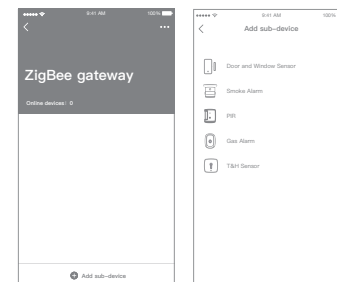 9:41 AM 100%
ZigBee gateway
Online devices: 0
Add sub-device
9:41 AM 100%
Add sub-device
Door and Window Sensor
Smoke Alarm
PIR
Gas Alarm
T&H Sensor